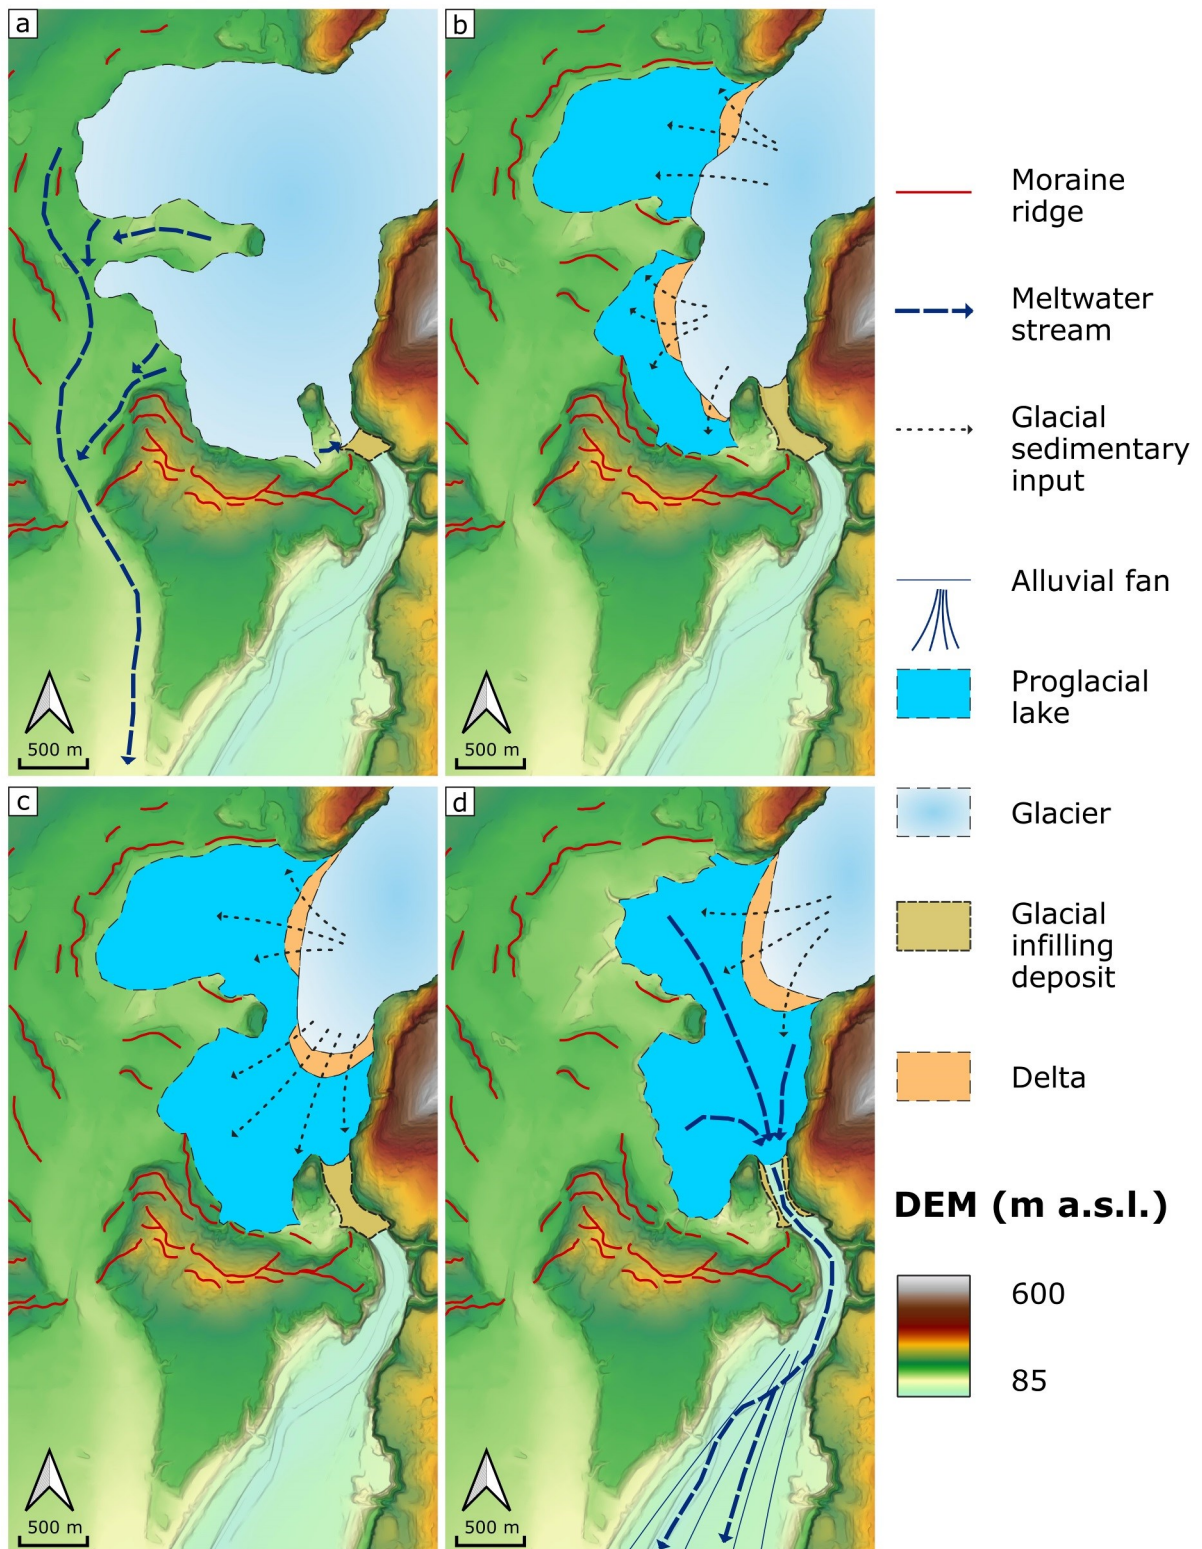 a
b
500 m
500 m
c
d
500 m
500 m
Moraine
ridge
Meltwater
stream
Glacial
sedimentary
input
Alluvial fan
Proglacial
lake
Glacier
Glacial
infilling
deposit
Delta
DEM (m a.s.l.)
600
85